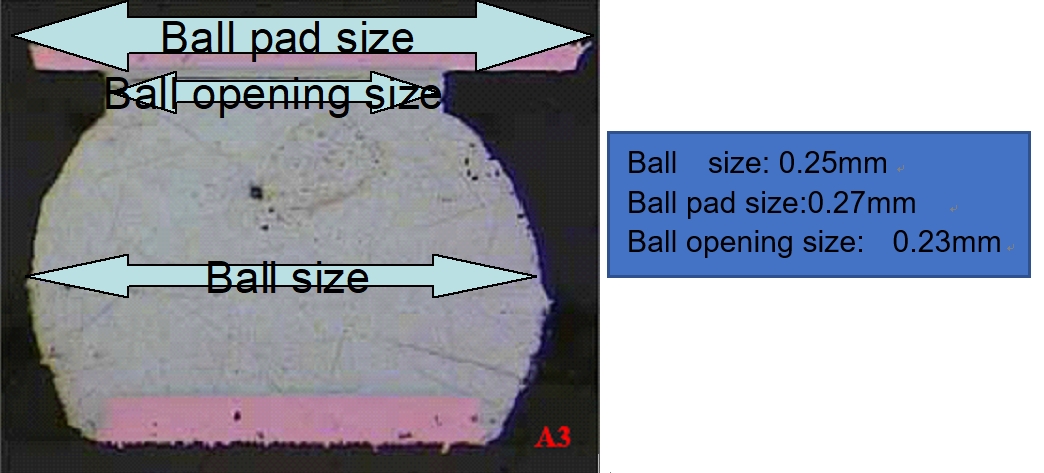 Ball pad size
Ball opening size
Ball size
A3
Ball size: 0.25mm
Ball pad size:0.27mm
Ball opening size: 0.23mm